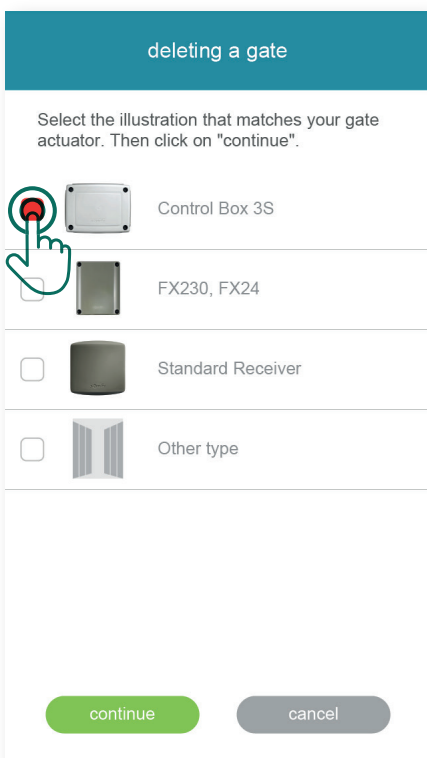 deleting a gate
Select the illustration that matches your gate
actuator. Then click on "continue".
Control Box 3S
FX230, FX24
Standard Receiver
Other type
continue
cancel